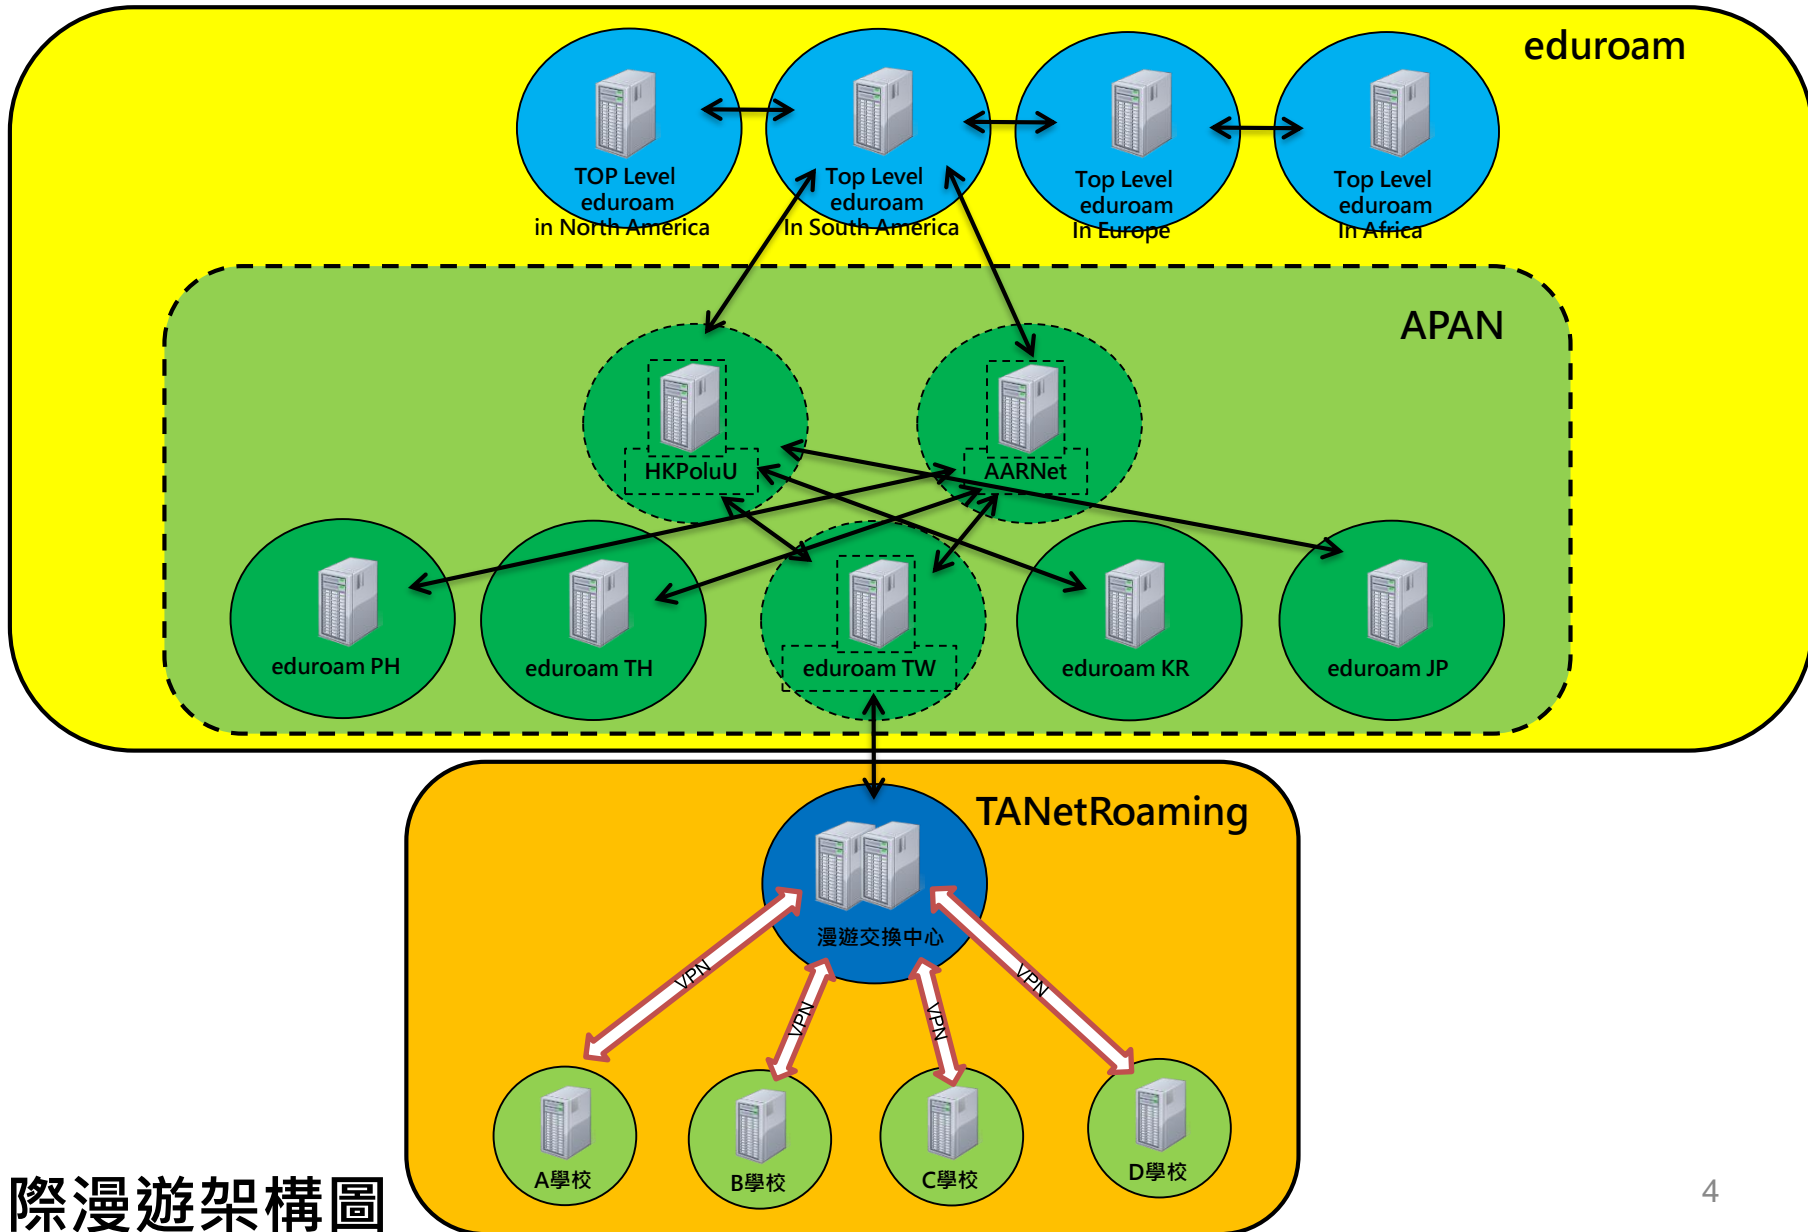 eduroam
TOP Level
eduroam
in North America
Top Level
eduroam
In South America
Top Level
eduroam
In Europe
Top Level
eduroam
In Africa
APAN
HKPoluU
AARNet
eduroam PH
eduroam TH
eduroam TW
eduroam KR
eduroam JP
TANetRoaming
漫遊交換中心
VPN
VPN
VPN
VPN
A學校
B學校
C學校
D學校
際漫遊架構圖
4